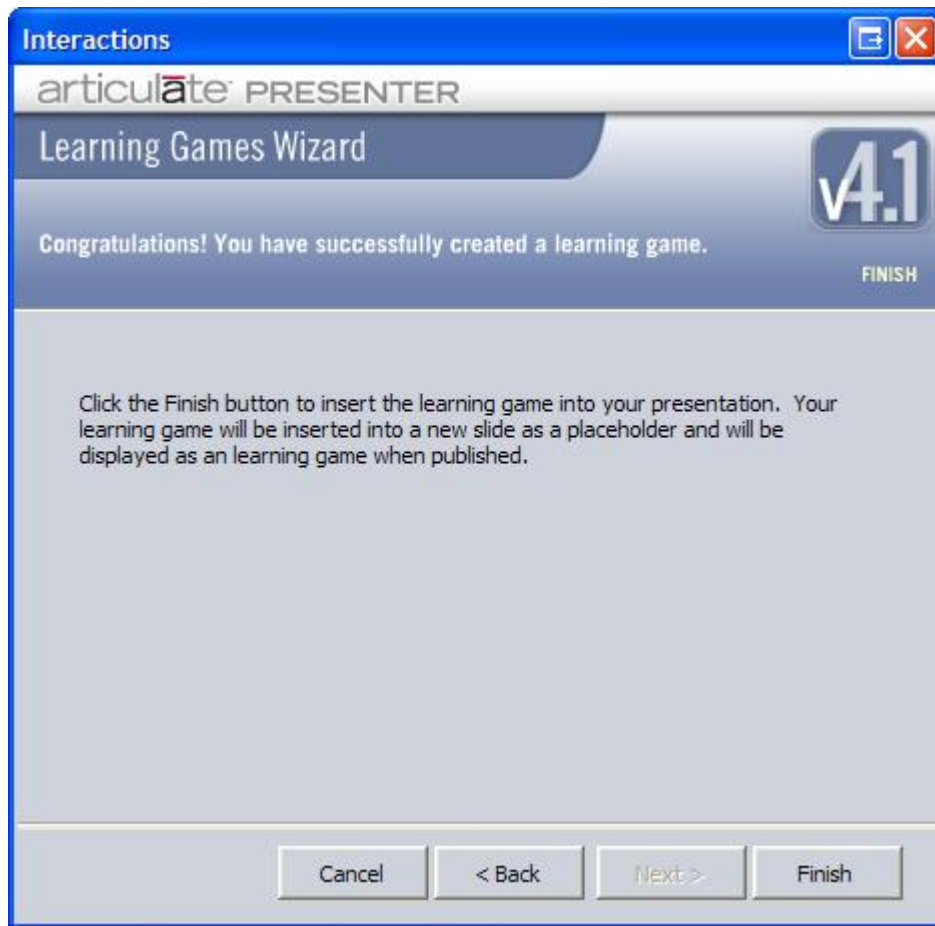 Interactions
articulāte PRESENTER
Learning Games Wizard
v4.1
Congratulations! You have successfully created a learning game.
FINISH
Click the Finish button to insert the learning game into your presentation. Your
learning game will be inserted into a new slide as a placeholder and will be
displayed as an learning game when published.
Cancel
< Back
Next >
Finish